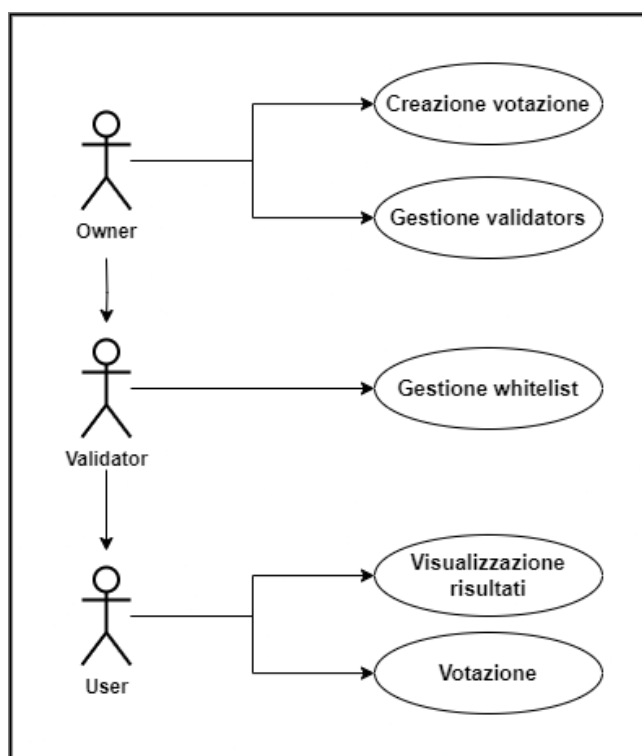 Creazione votazione
Owner
Gestione validators
Validator
Gestione whitelist
Visualizzazione
risultati
User
Votazione